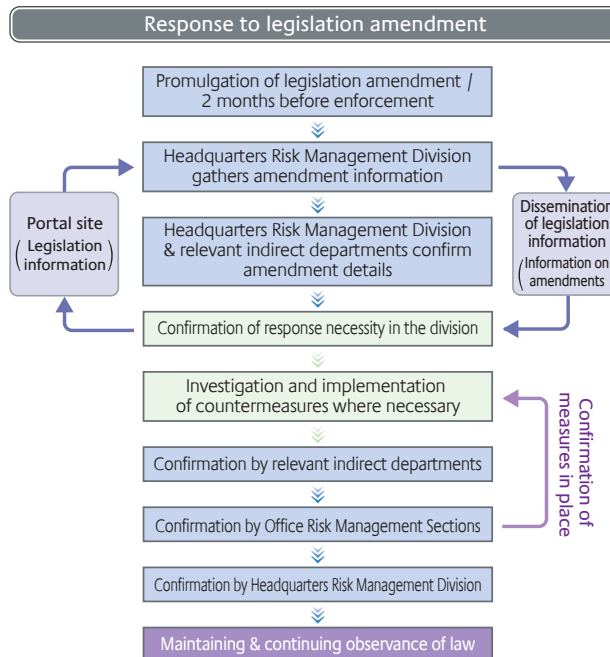 Response to legislation amendment
Promulgation of legislation amendment /
2 months before enforcement
Headquarters Risk Management Division
gathers amendment information
Portal site
(Legislation
information)
Headquarters Risk Management Division
& relevant indirect departments confirm
amendment details
Dissemination
of legislation
information
(Information on
amendments
Confirmation of response necessity in the division
Investigation and implementation
of countermeasures where necessary
Confirmation of
measures in place
Confirmation by relevant indirect departments
Confirmation by Office Risk Management Sections
Confirmation by Headquarters Risk Management Division
Maintaining & continuing observance of law